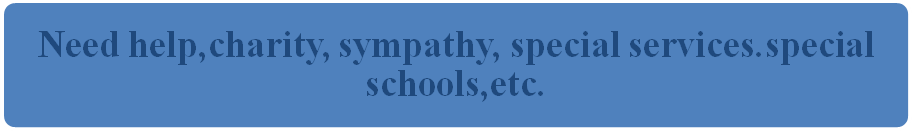 Need help,charity, sympathy, special services.special
schools,etc.